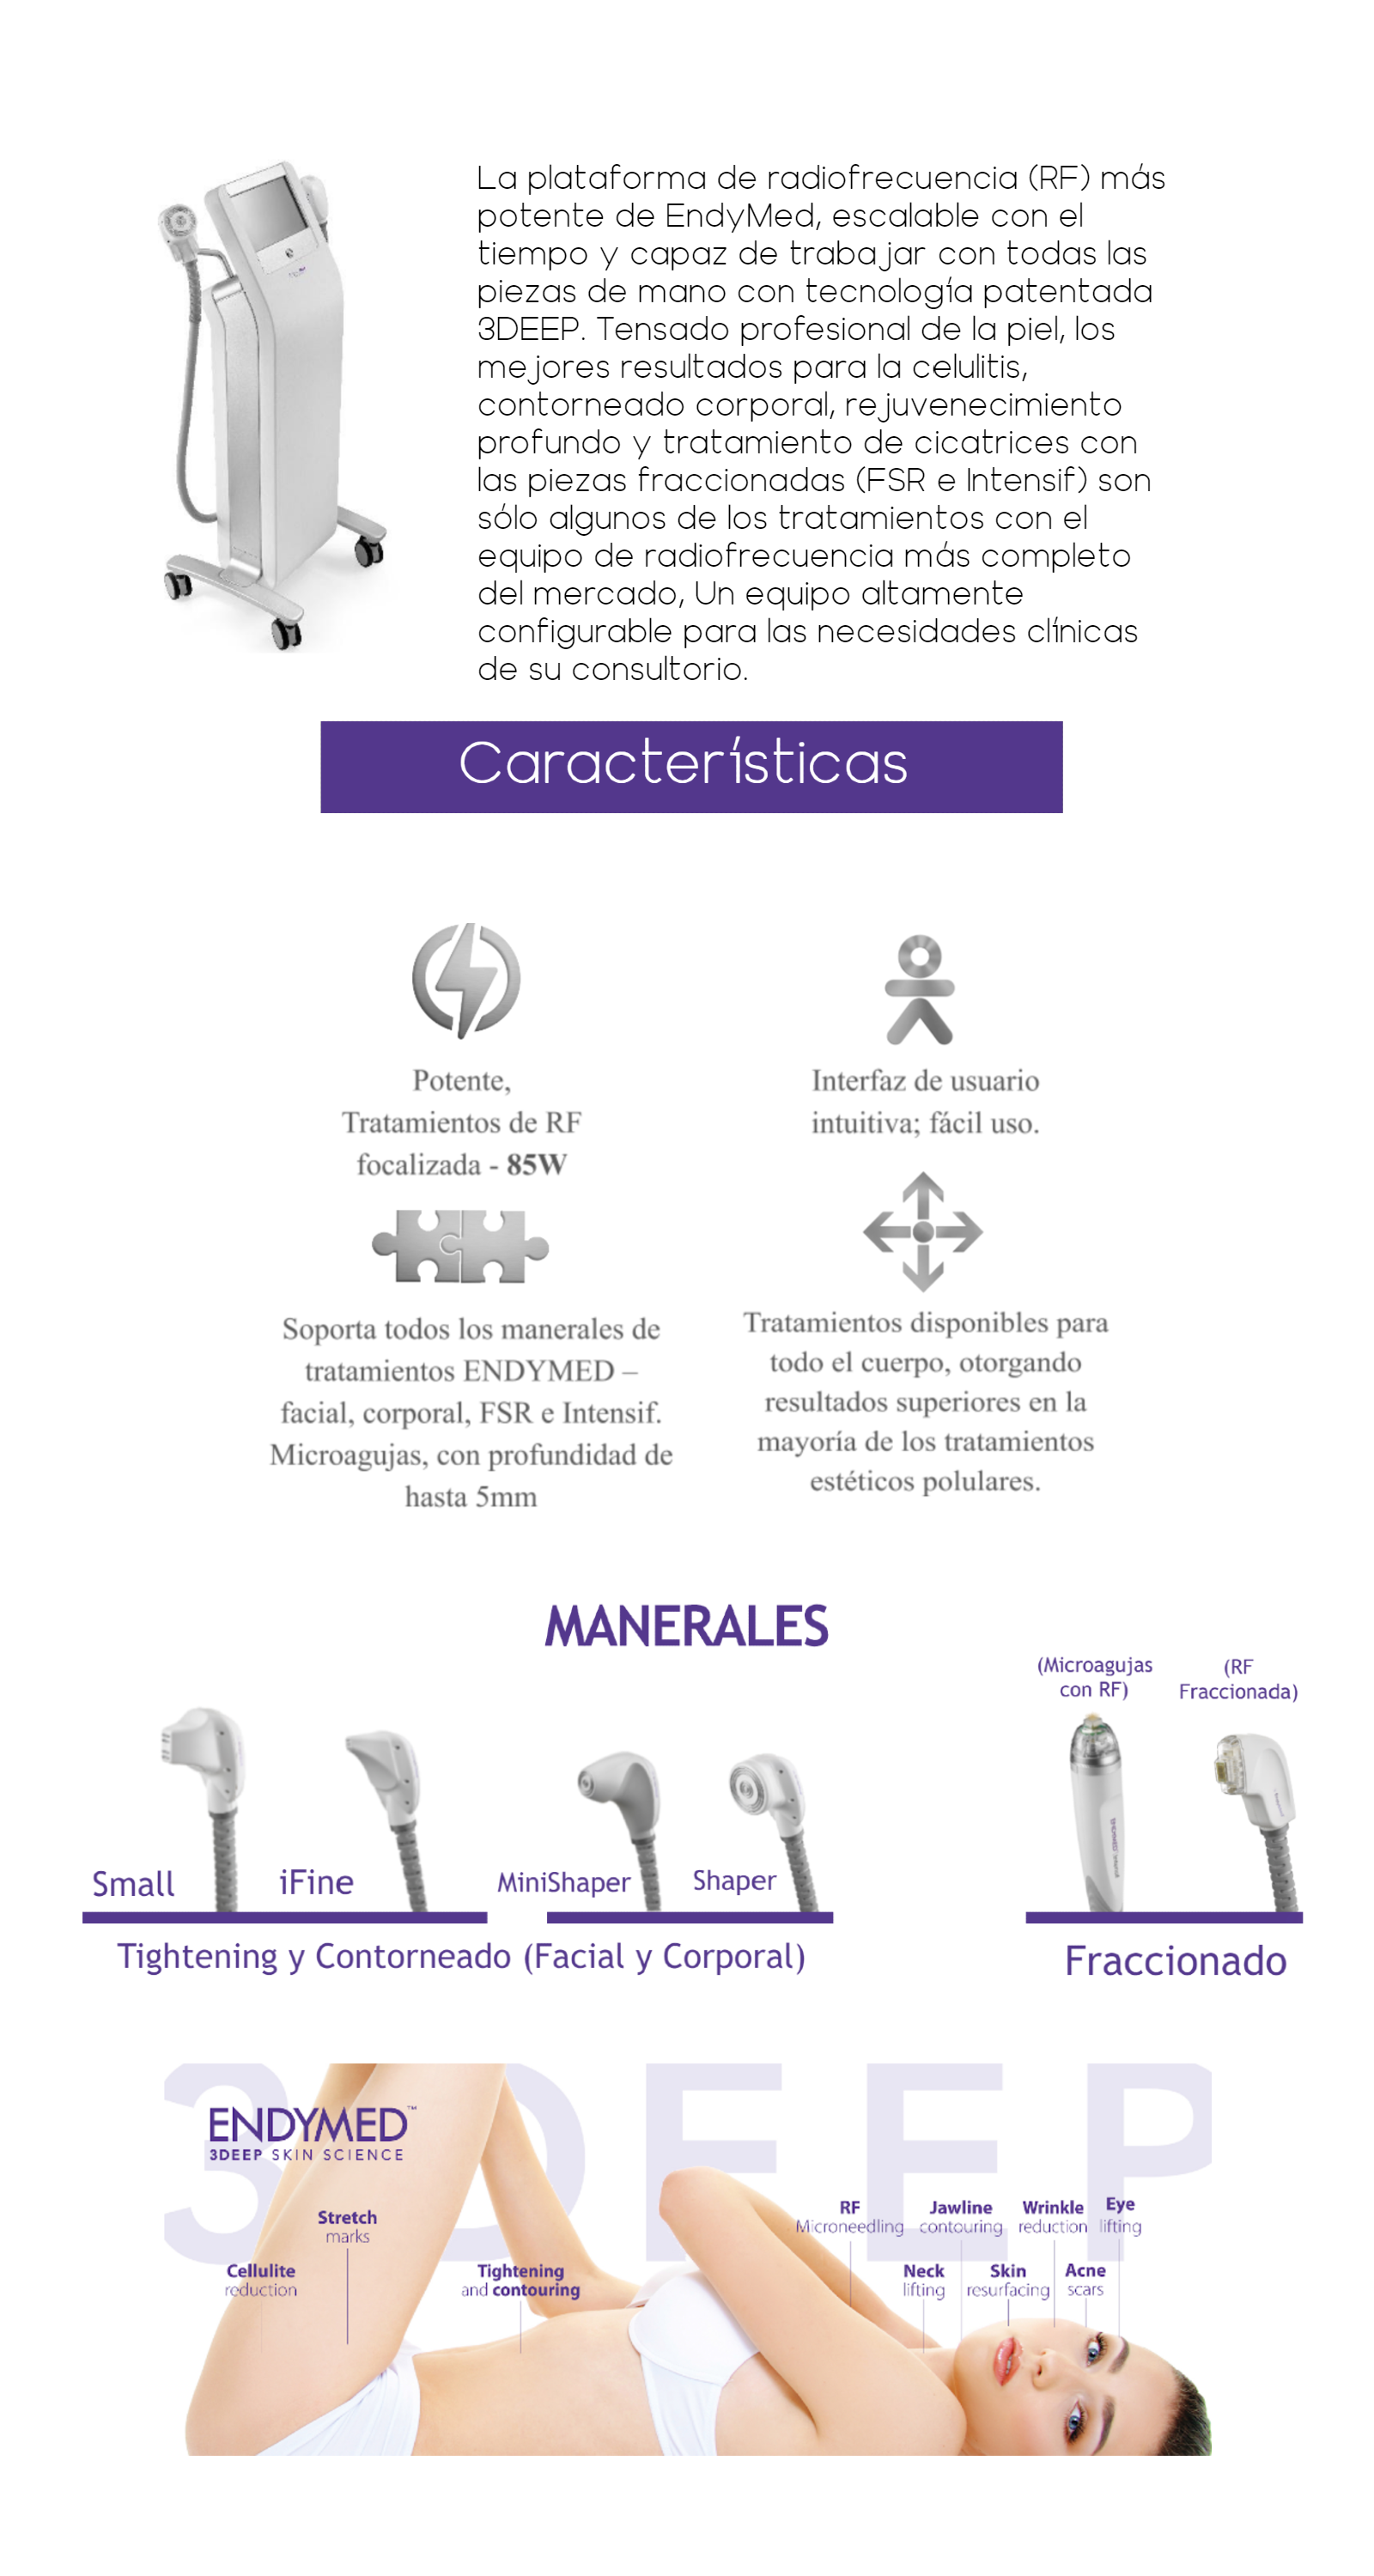 La plataforma de radiofrecuencia (RF) más
potente de EndyMed, escalable con el
tiempo y capaz de trabajar con todas las
piezas de mano con tecnología patentada
3DEEP. Tensado profesional de la piel, los
mejores resultados para la celulitis,
contorneado corporal, rejuvenecimiento
profundo y tratamiento de cicatrices con
las piezas fraccionadas (FSR e Intensif) son
sólo algunos de los tratamientos con el
equipo de radiofrecuencia más completo
del mercado, Un equipo altamente
configurable para las necesidades clínicas
de su consultorio.
Características
Potente,
Tratamientos de RF
focalizada - 85W
Interfaz de usuario
intuitiva; fácil uso.
Soporta todos los manerales de
tratamientos ENDYMED –
facial, corporal, FSR e Intensif.
Microagujas, con profundidad de
hasta 5mm
Tratamientos disponibles para
todo el cuerpo, otorgando
resultados superiores en la
mayoría de los tratamientos
estéticos polulares.
MANERALES
(Microagujas
con RF)
(RF
Fraccionada)
Small
iFine
MiniShaper
Shaper
Tightening y Contorneado (Facial y Corporal)
Fraccionado
3DEEP
ENDYMED™
3DEEP SKIN SCIENCE
Stretch
marks
Cellulite
reduction
Tightening
and contouring
RF
Microneedling
Jawline
contouring
Wrinkle
reduction
Eye
lifting
Neck
lifting
Skin
resurfacing
Acne
scars